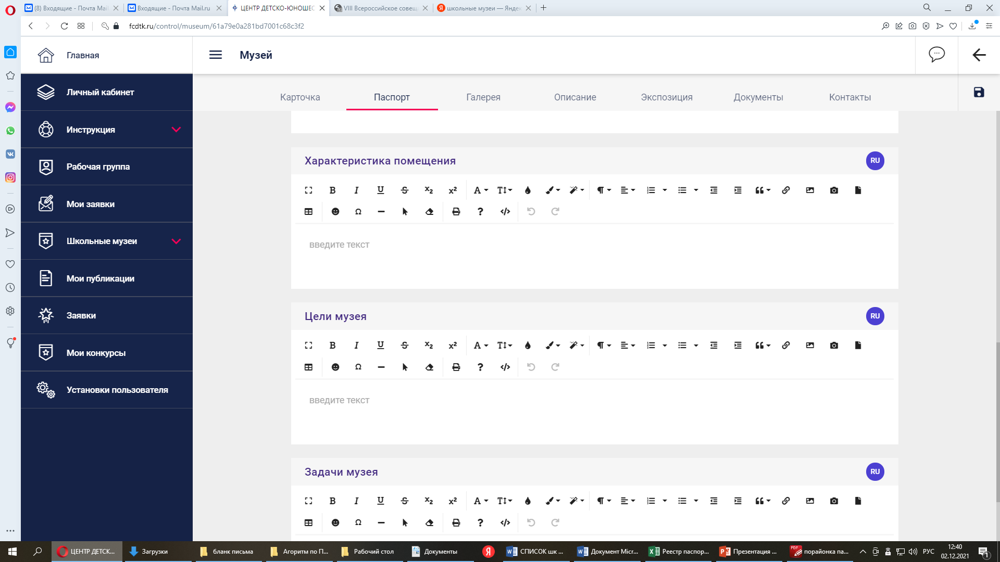 (8) Входящие - Почта Mail
Входящие - Почта Mail.ru
ЦЕНТР ДЕТСКО-ЮНОШЕС
VIII Всероссийское совещ
школьные музеи — Яндек
fcdtk.ru/control/museum/61a79e0a281bd7001c68c3f2
Главная
Музей
Личный кабинет
Инструкция
Рабочая группа
Мои заявки
Школьные музеи
Мои публикации
Заявки
Мои конкурсы
Установки пользователя
Карточка
Паспорт
Галерея
Описание
Экспозиция
Документы
Контакты
Характеристика помещения
RU
введите текст
Цели музея
RU
введите текст
Задачи музея
RU
ЦЕНТР ДЕТСК...
Загрузки
бланк письма
Агоритм по П...
Рабочий стол
Документы
СПИСОК шк ...
Документ Micr...
Реестр паспор...
Презентация ...
порайонка па...
РУС
12:40
02.12.2021
1